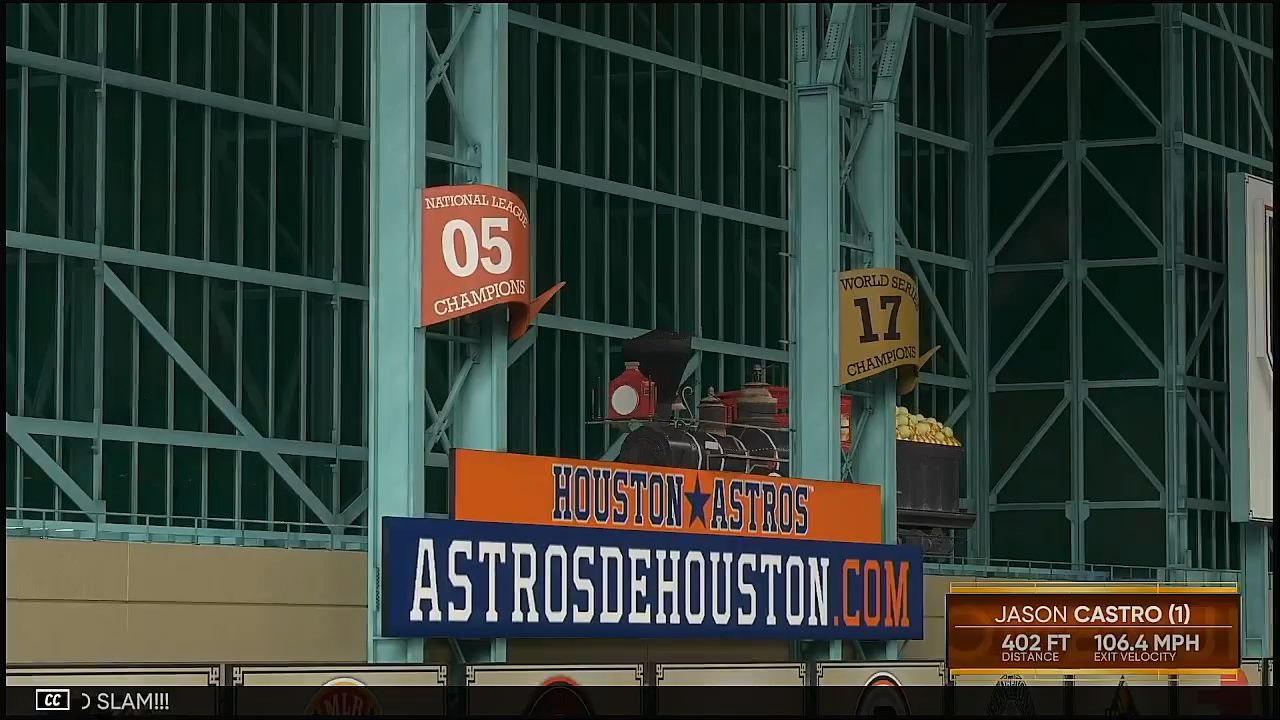 NATIONAL LEAGUE
05
CHAMPIONS
WORLD SERIES
17
CHAMPIONS
HOUSTON★ASTROS
ASTROSDEHOUSTON.COM
JASON CASTRO (1)
402 FT 106.4 MPH
DISTANCE EXIT VELOCITY
CC SLAM!!!